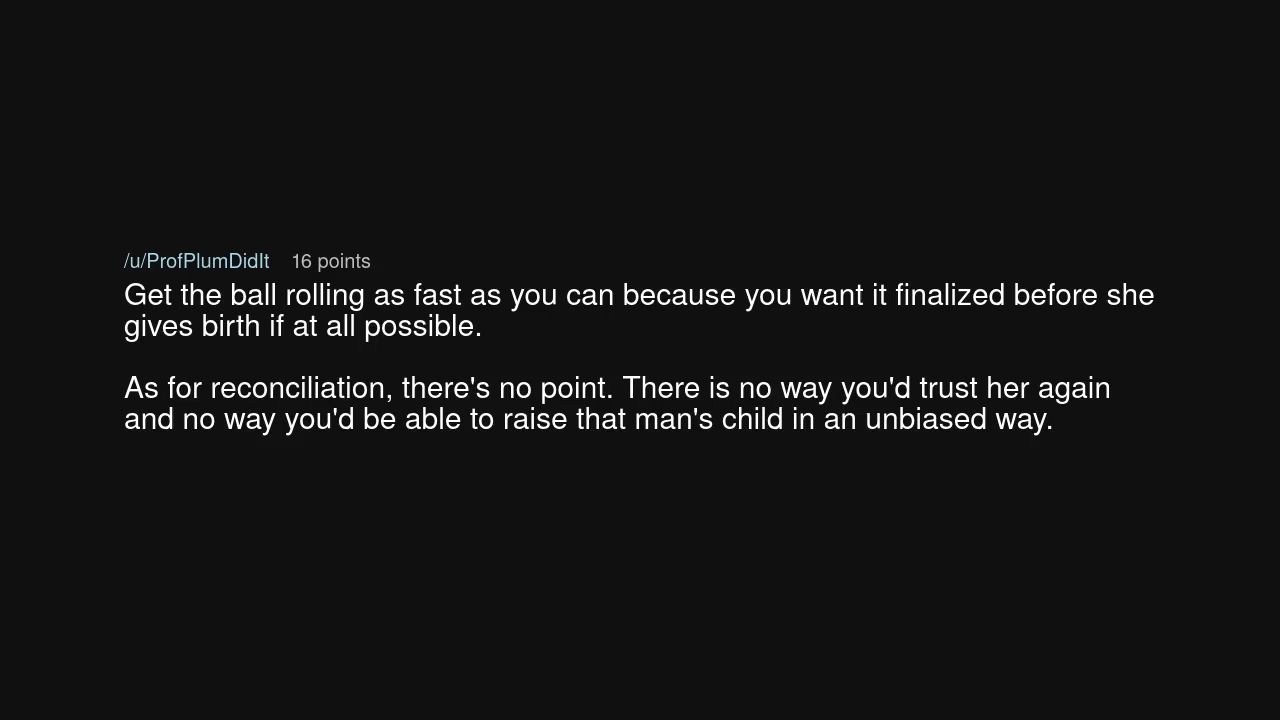 /u/ProfPlumDidIt 16 points
Get the ball rolling as fast as you can because you want it finalized before she
gives birth if at all possible.
As for reconciliation, there's no point. There is no way you'd trust her again
and no way you'd be able to raise that man's child in an unbiased way.